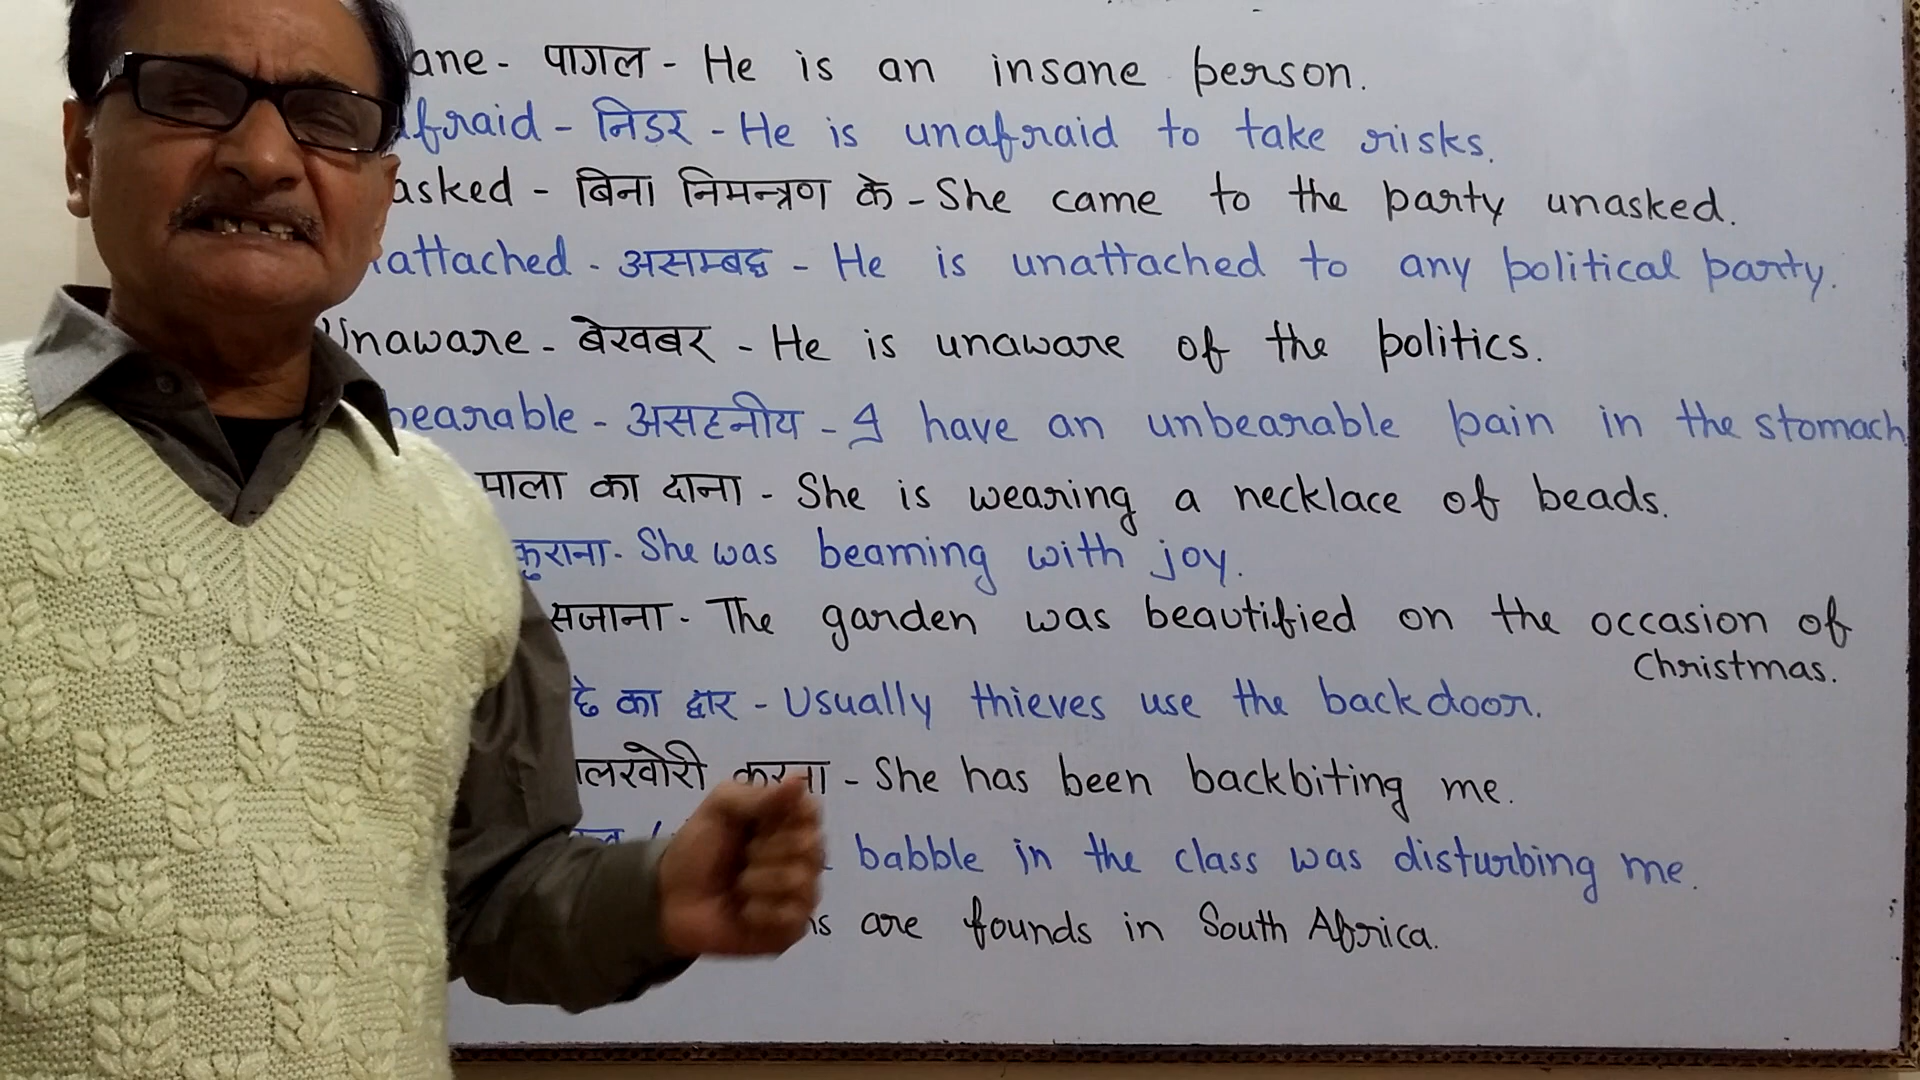 ane - पागल - He is an insane person.
afraid - निडर - He is unafraid to take risks.
asked - बिना निमन्त्रण के - She came to the party unasked.
attached - असम्बद्ध - He is unattached to any political party.
Unaware - बेखबर - He is unaware of the politics.
bearable - असहनीय - I have an unbearable pain in the stomach
माला का दाना - She is wearing a necklace of beads.
कुराना - She was beaming with joy.
सजाना - The garden was beautified on the occasion of
Christmas.
का द्वार - Usually thieves use the backdoor.
लखोरी करना - She has been backbiting me.
babble in the class was disturbing me.
are founds in South Africa.